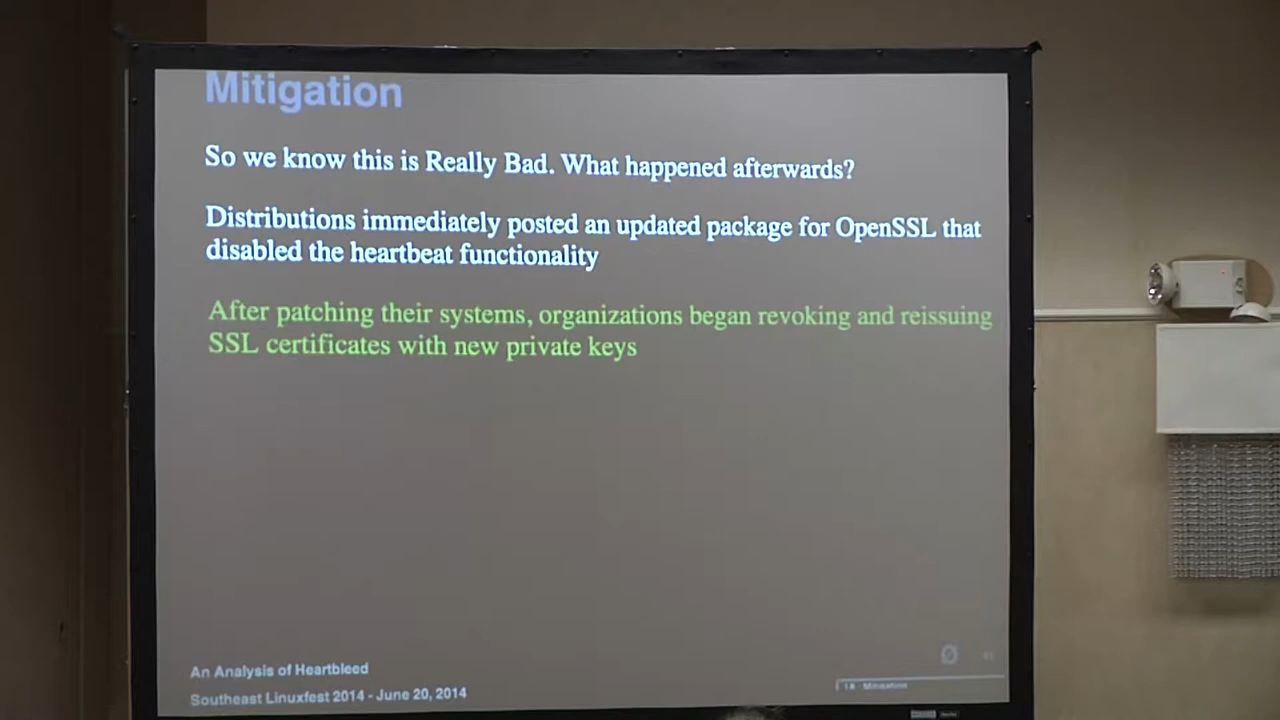 Mitigation
So we know this is Really Bad. What happened afterwards?
Distributions immediately posted an updated package for OpenSSL that
disabled the heartbeat functionality
After patching their systems, organizations began revoking and reissuing
SSL certificates with new private keys
An Analysis of Heartbleed
Southeast Linuxfest 2014 - June 20, 2014
Mitigation